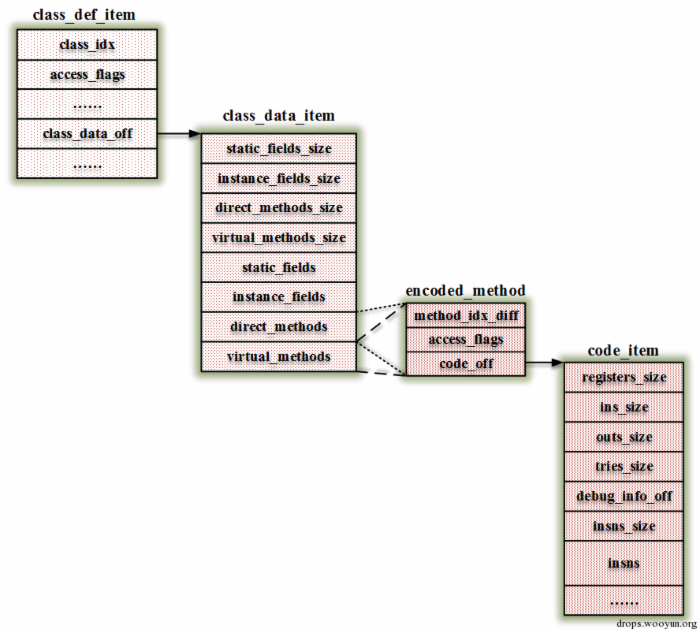 class_def_item
class_idx
access_flags
......
class_data_off
......
class_data_item
static_fields_size
instance_fields_size
direct_methods_size
virtual_methods_size
static_fields
instance_fields
direct_methods
virtual_methods
encoded_method
method_idx_diff
access_flags
code_off
code_item
registers_size
ins_size
outs_size
tries_size
debug_info_off
insns_size
insns
......
drops.wooyun.org